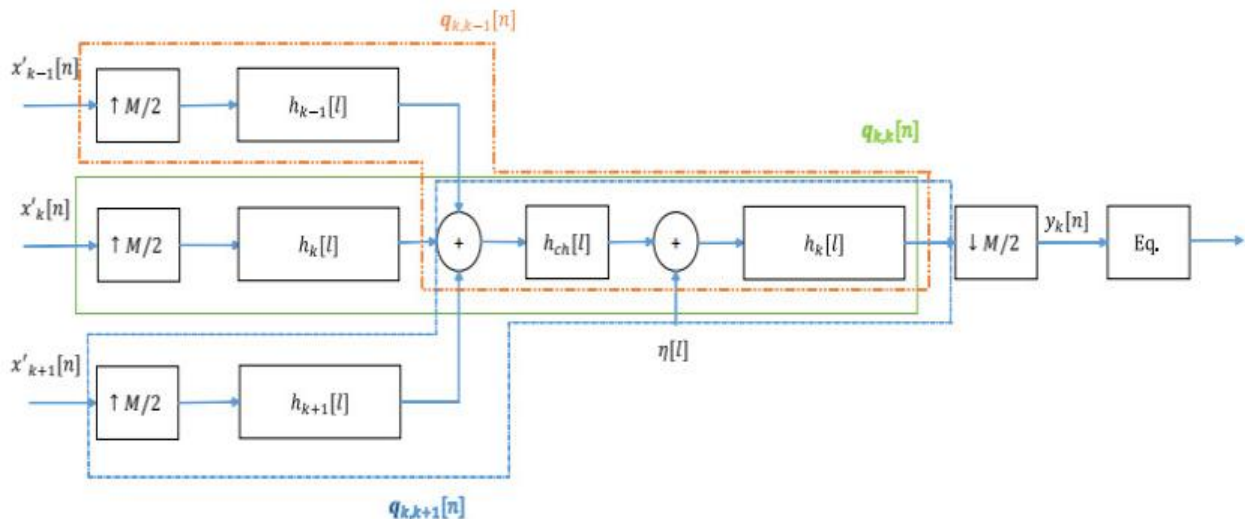 q_{k,k−1}[n]
x'_{k−1}[n]
↑ M/2
h_{k−1}[l]
q_{k,k}[n]
x'_k[n]
↑ M/2
h_k[l]
+
h_{ch}[l]
+
h_k[l]
↓ M/2
y_k[n]
Eq.
η[l]
x'_{k+1}[n]
↑ M/2
h_{k+1}[l]
q_{k,k+1}[n]